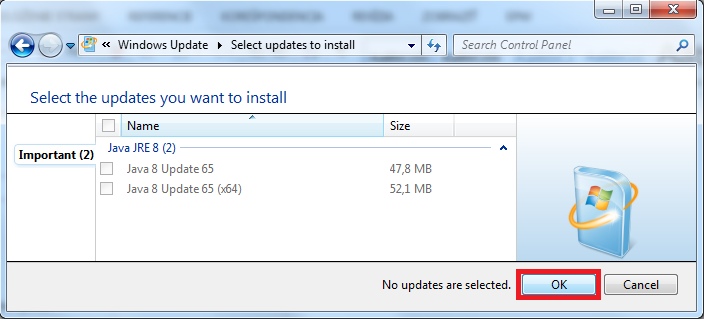 Windows Update
Select updates to install
Search Control Panel
Select the updates you want to install
Name
Size
Important (2)
Java JRE 8 (2)
Java 8 Update 65
47,8 MB
Java 8 Update 65 (x64)
52,1 MB
No updates are selected.
OK
Cancel